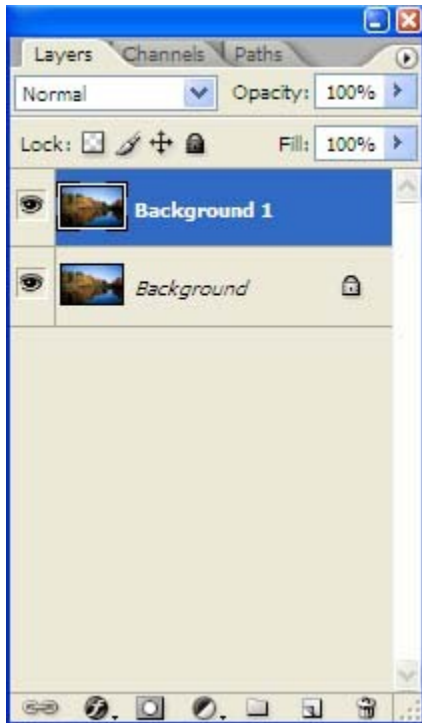 Layers Channels Paths
Normal Opacity: 100%
Lock: Fill: 100%
Background 1
Background